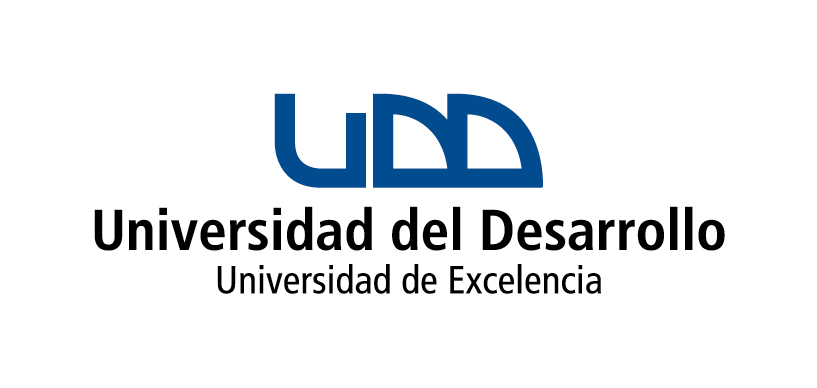 UDD
Universidad del Desarrollo
Universidad de Excelencia